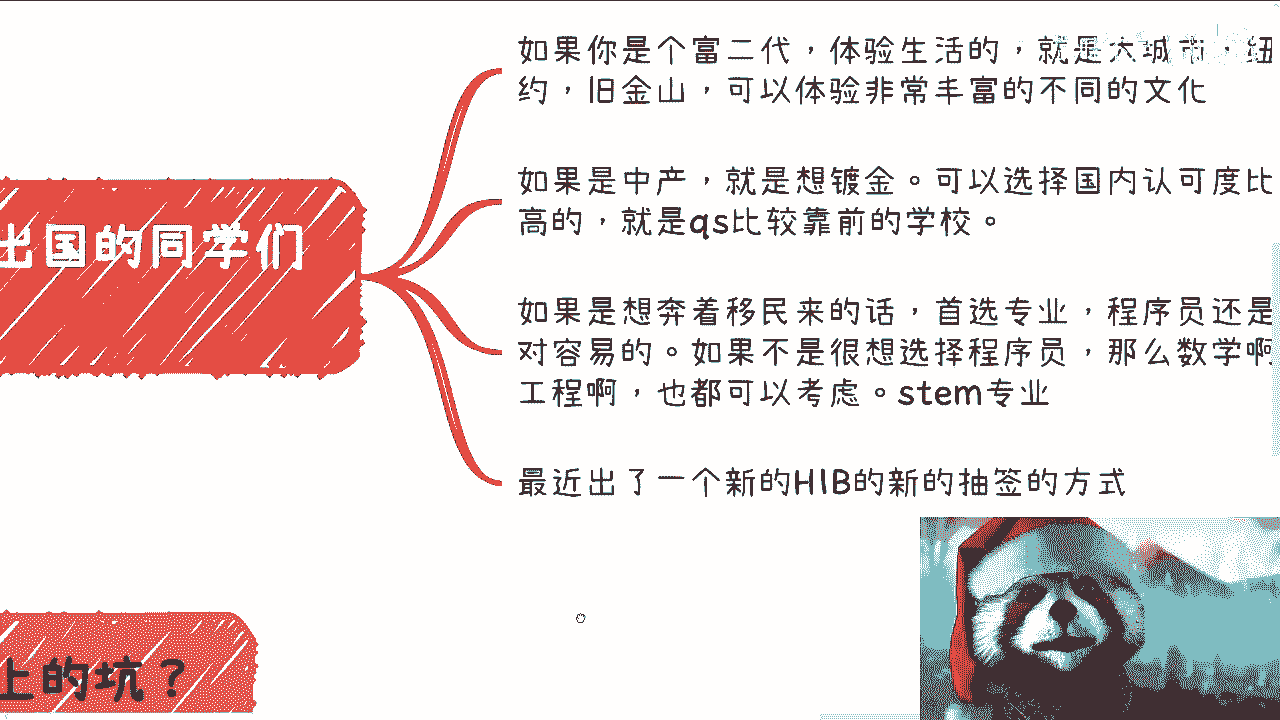 如果你是个富二代，体验生活的，就是大城市，纽
约，旧金山，可以体验非常丰富的不同的文化
如果是中产，就是想镀金。可以选择国内认可度比
高的，就是qs比较靠前的学校。
出国的同学们
如果是想奔着移民来的话，首选专业，程序员还是
对容易的。如果不是很想选择程序员，那么数学啊
工程啊，也都可以考虑。stem专业
最近出了一个新的H1B的新的抽签的方式
上的坑？